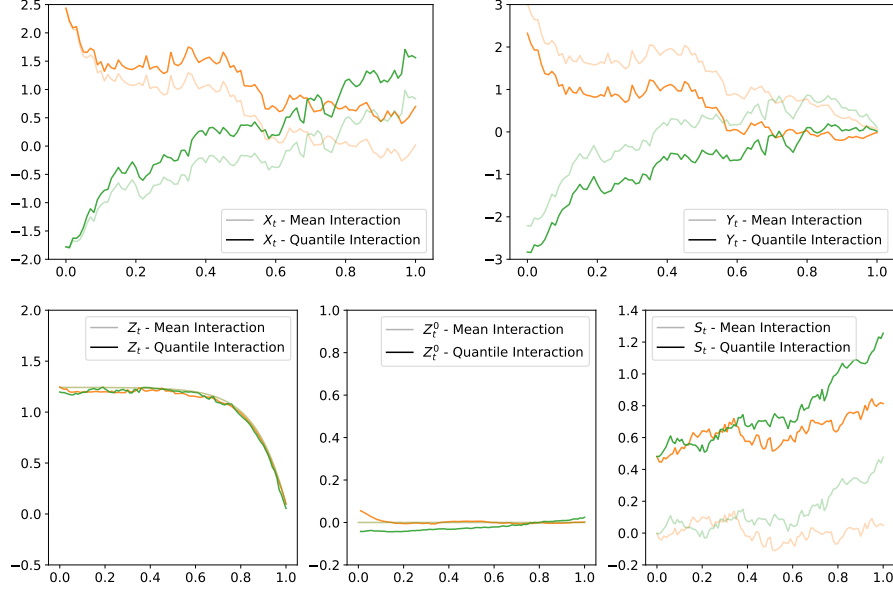 2.5
2.0
1.5
1.0
0.5
0.0
−0.5
−1.0
−1.5
−2.0
0.0 0.2 0.4 0.6 0.8 1.0
X_t - Mean Interaction
X_t - Quantile Interaction
3
2
1
0
−1
−2
−3
0.0 0.2 0.4 0.6 0.8 1.0
Y_t - Mean Interaction
Y_t - Quantile Interaction
2.0
1.5
1.0
0.5
0.0
−0.5
0.0 0.2 0.4 0.6 0.8 1.0
Z_t - Mean Interaction
Z_t - Quantile Interaction
1.0
0.8
0.6
0.4
0.2
0.0
−0.2
0.0 0.2 0.4 0.6 0.8 1.0
Z_t^0 - Mean Interaction
Z_t^0 - Quantile Interaction
1.4
1.2
1.0
0.8
0.6
0.4
0.2
0.0
−0.2
0.0 0.2 0.4 0.6 0.8 1.0
S_t - Mean Interaction
S_t - Quantile Interaction